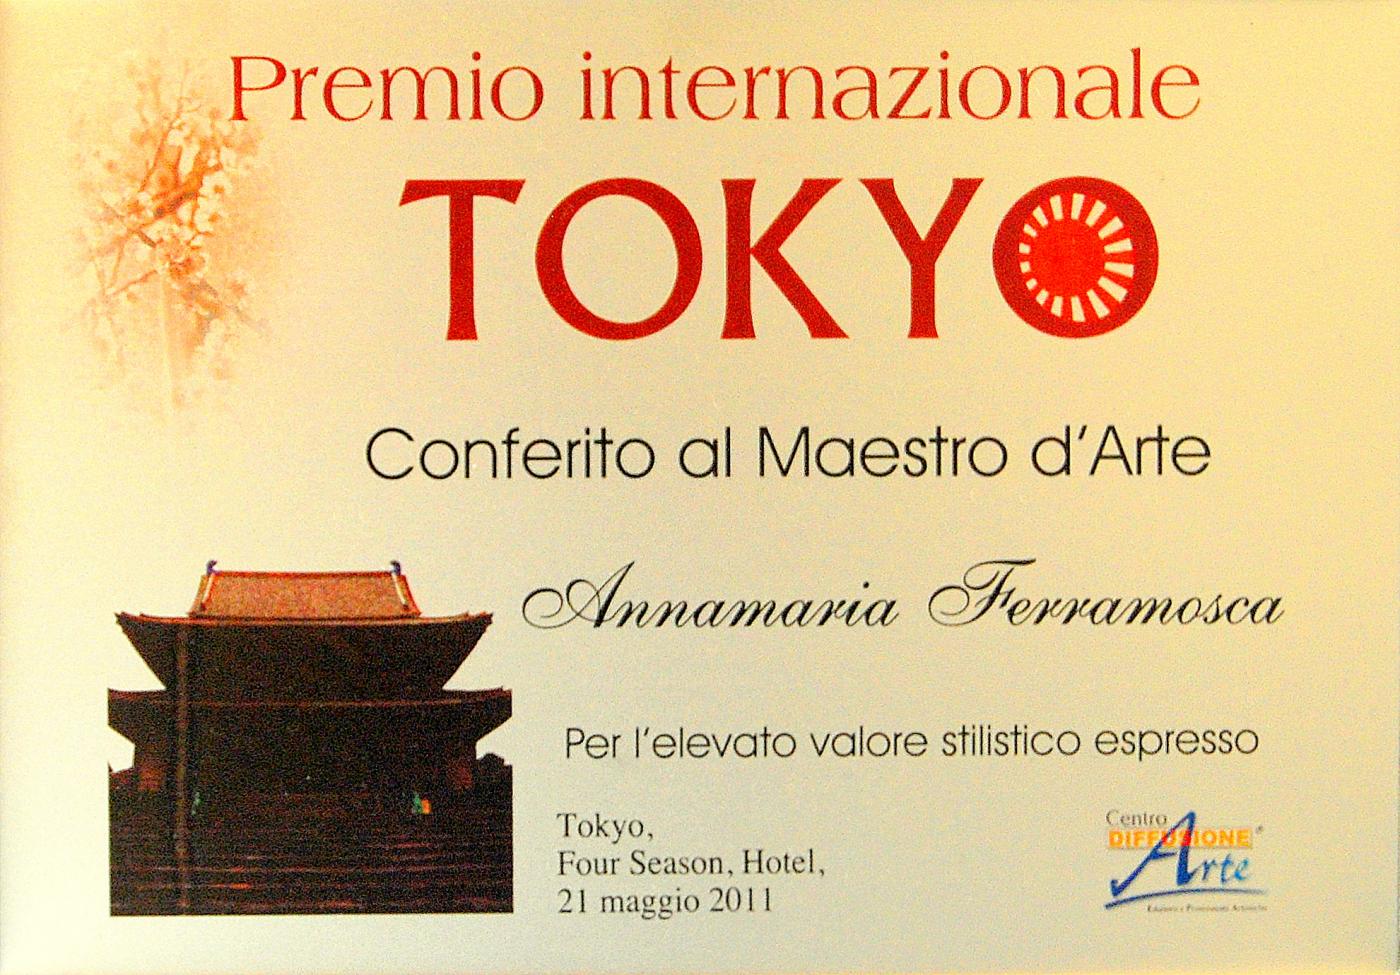 Premio internazionale
TOKYO
Conferito al Maestro d'Arte
Annamaria Ferramosca
Per l'elevato valore stilistico espresso
Tokyo,
Four Season, Hotel,
21 maggio 2011
Centro
DIFFUSIONE®
Arte